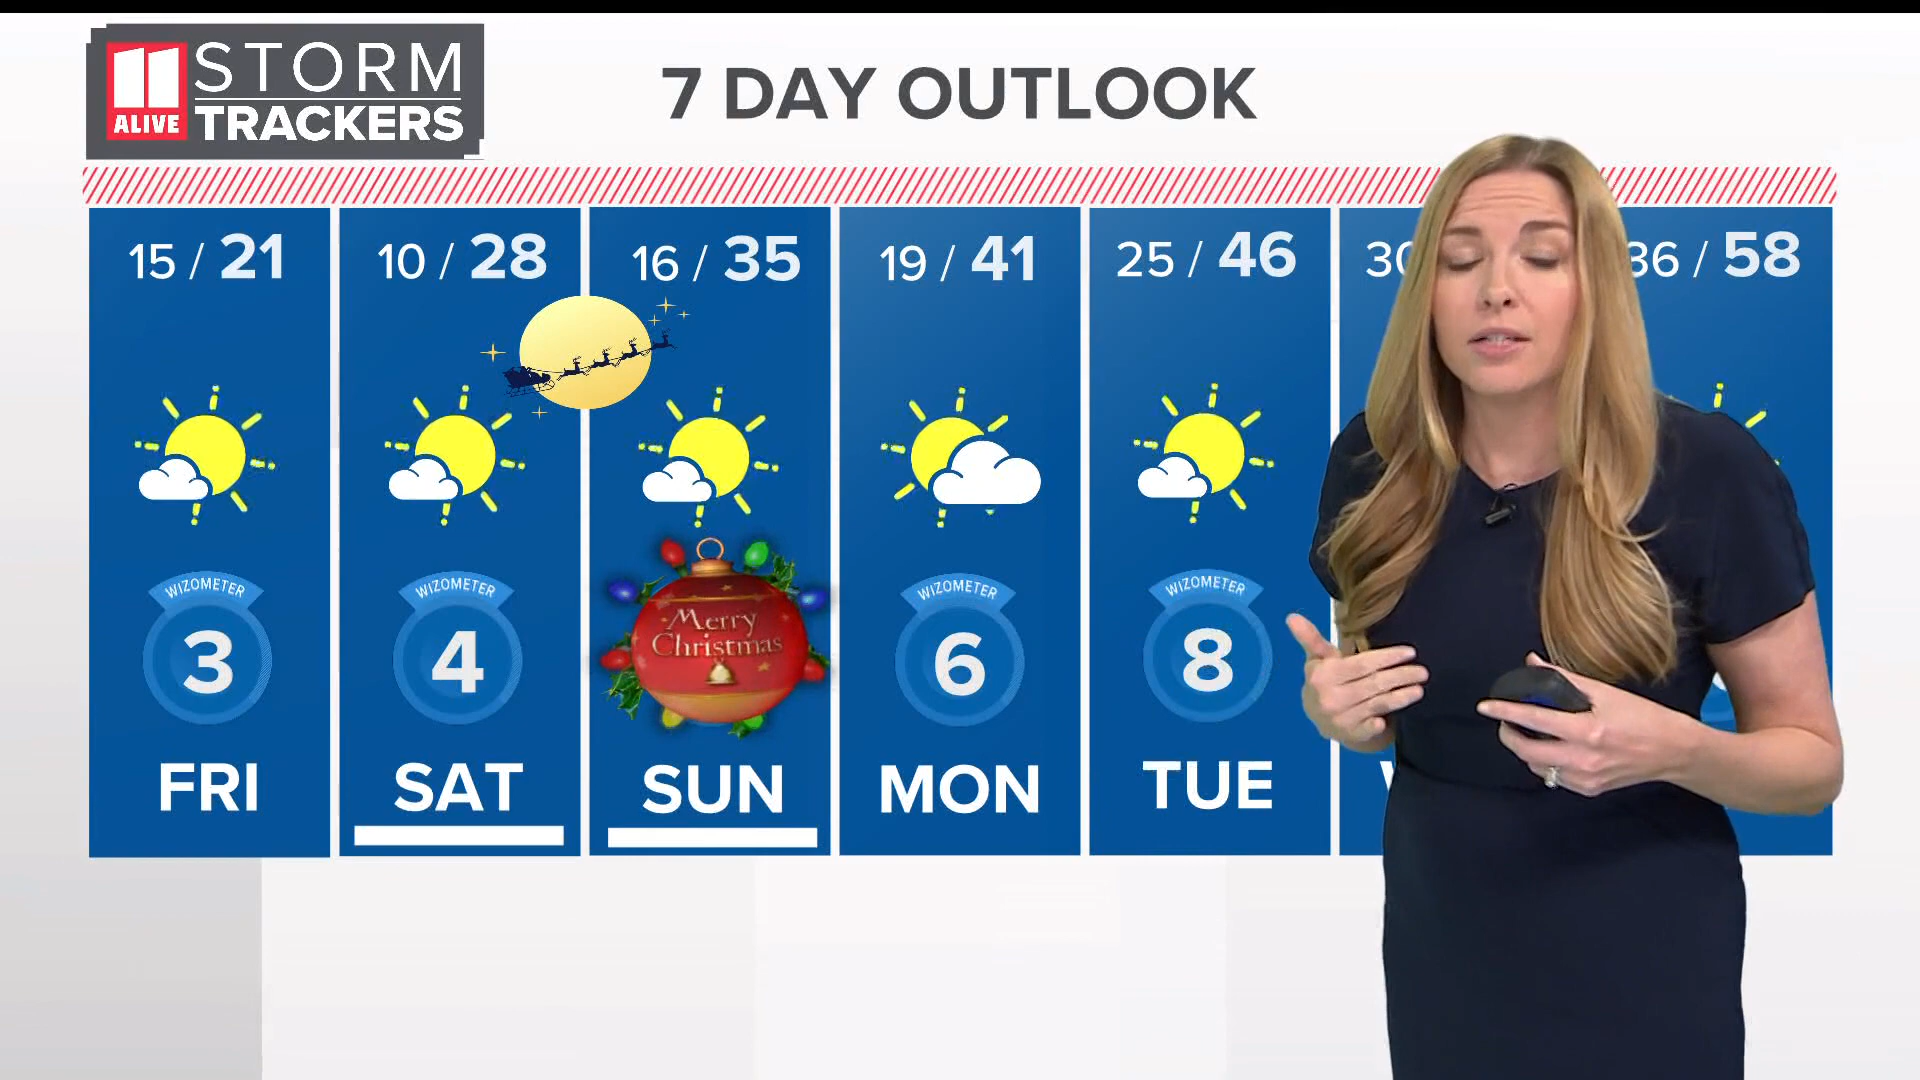 11 ALIVE
STORM
TRACKERS
7 DAY OUTLOOK
15 / 21
10 / 28
16 / 35
19 / 41
25 / 46
30
36 / 58
WIZOMETER
3
WIZOMETER
4
Merry
Christmas
WIZOMETER
6
WIZOMETER
8
FRI
SAT
SUN
MON
TUE